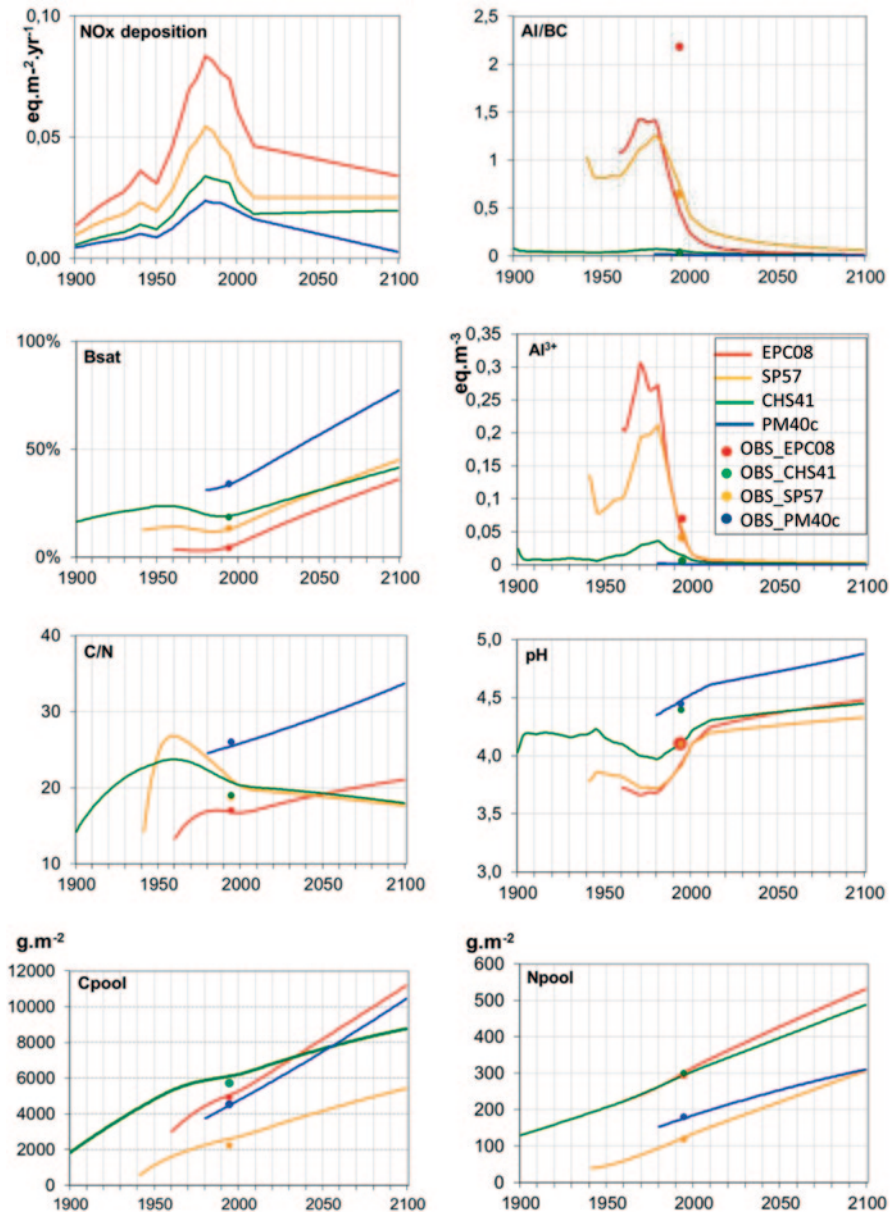 NOx deposition
eq.m-2.yr-1
0,10
0,05
0,00
1900 1950 2000 2050 2100
Al/BC
2,5
2
1,5
1
0,5
0
1900 1950 2000 2050 2100
Bsat
100%
50%
0%
1900 1950 2000 2050 2100
Al3+
eq.m-3
0,35
0,3
0,25
0,2
0,15
0,1
0,05
0
1900 1950 2000 2050 2100
EPC08
SP57
CHS41
PM40c
OBS_EPC08
OBS_CHS41
OBS_SP57
OBS_PM40c
C/N
40
30
20
10
1900 1950 2000 2050 2100
pH
5,0
4,5
4,0
3,5
3,0
1900 1950 2000 2050 2100
g.m-2
Cpool
12000
10000
8000
6000
4000
2000
0
1900 1950 2000 2050 2100
g.m-2
Npool
600
500
400
300
200
100
0
1900 1950 2000 2050 2100